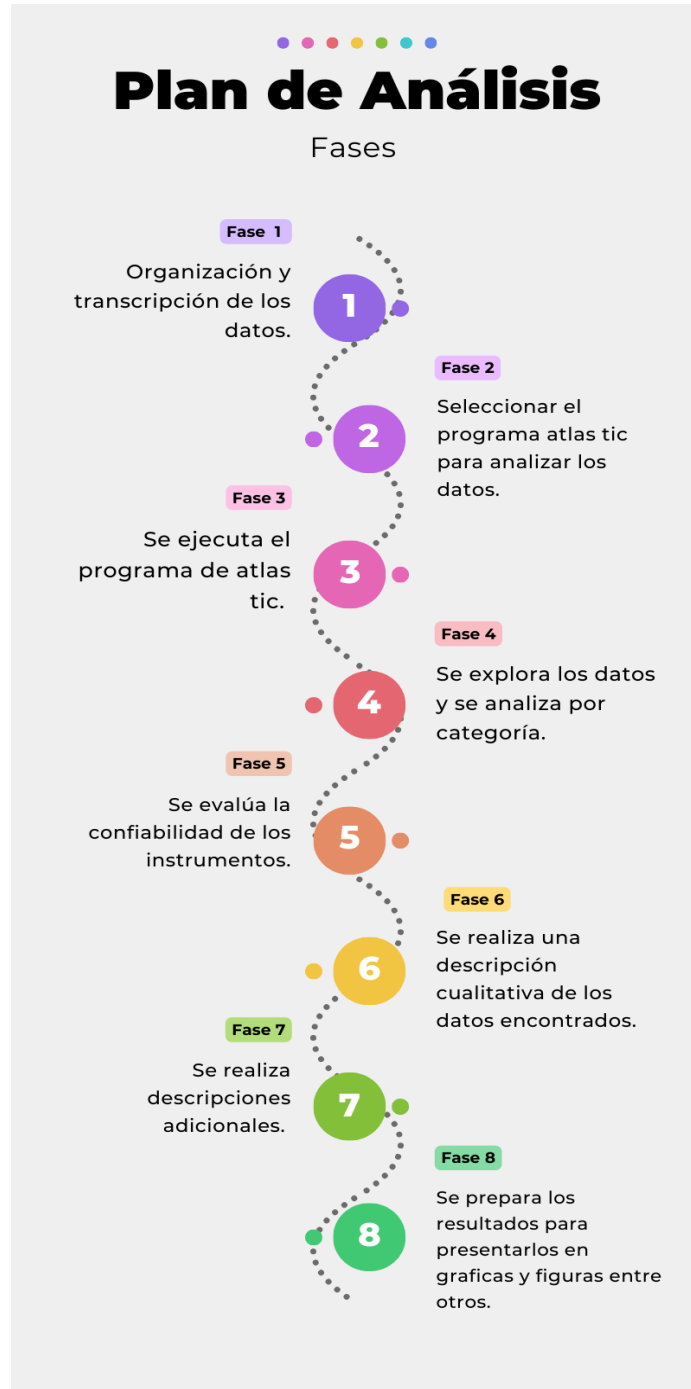 Plan de Análisis
Fases
Fase 1
Organización y
transcripción de los
datos.
1
Fase 2
Seleccionar el
programa atlas tic
para analizar los
datos.
2
Fase 3
Se ejecuta el
programa de atlas
tic.
3
Fase 4
Se explora los datos
y se analiza por
categoría.
4
Fase 5
Se evalúa la
confiabilidad de los
instrumentos.
5
Fase 6
Se realiza una
descripción
cualitativa de los
datos encontrados.
6
Fase 7
Se realiza
descripciones
adicionales.
7
Fase 8
Se prepara los
resultados para
presentarlos en
graficas y figuras entre
otros.
8